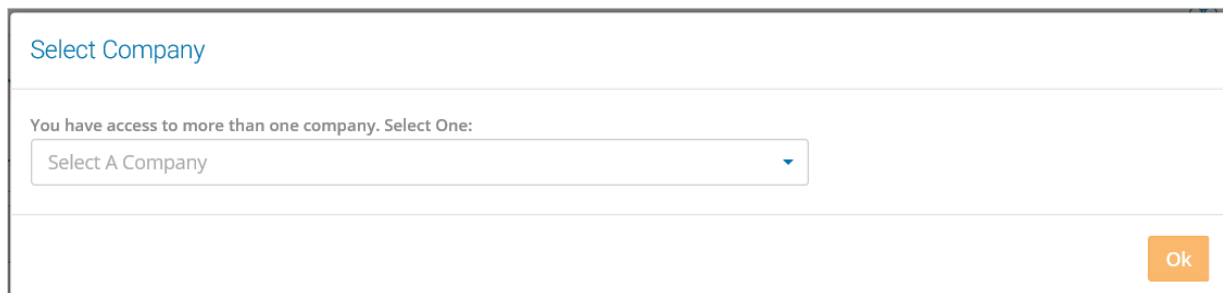 Select Company
You have access to more than one company. Select One:
Select A Company
Ok